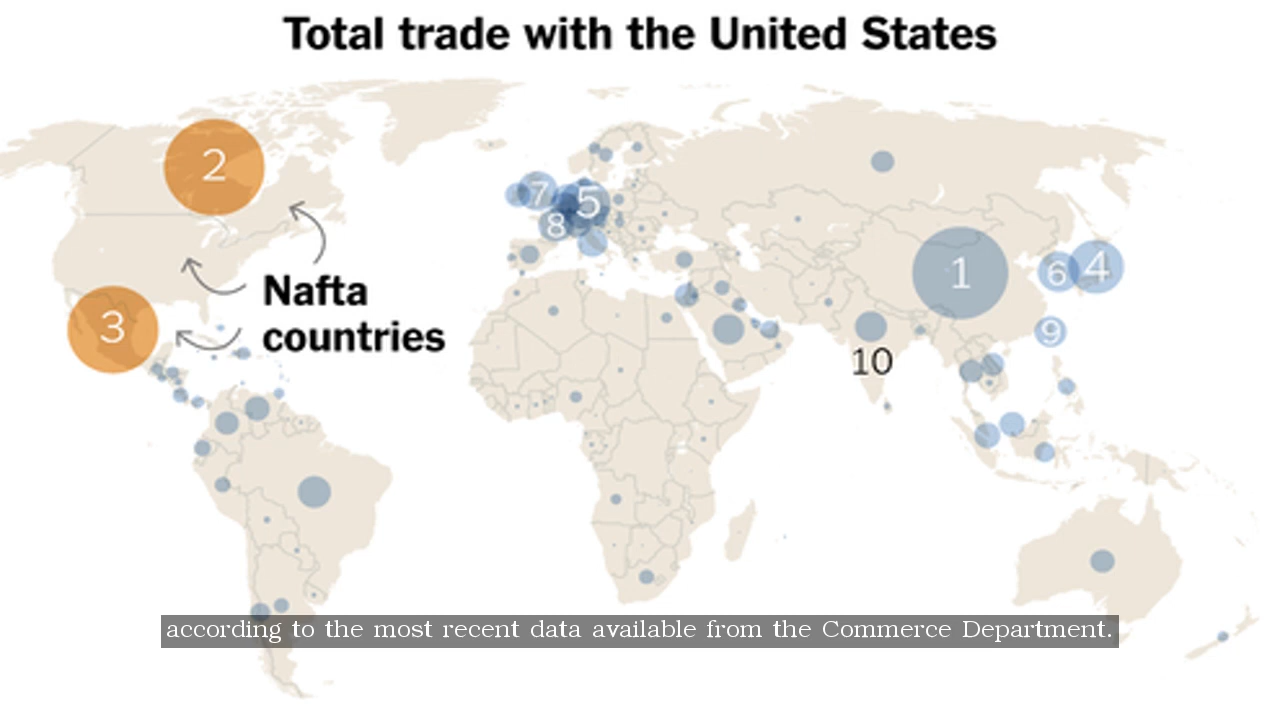 Total trade with the United States
2
7
5
8
1
6
4
3
Nafta
countries
9
10
according to the most recent data available from the Commerce Department.